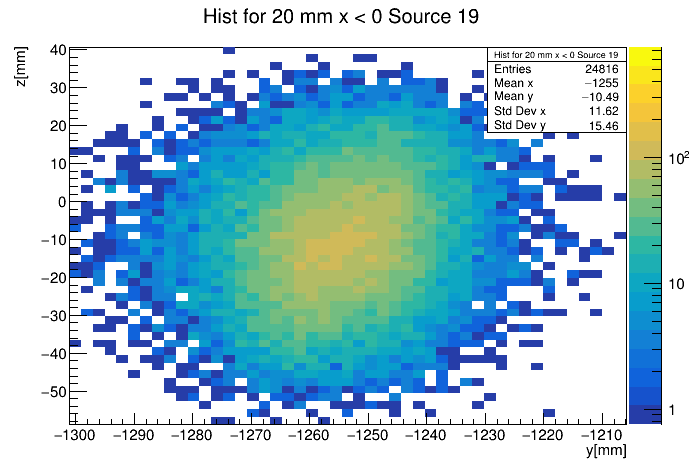 Hist for 20 mm x < 0 Source 19
z[mm]
40
30
20
10
0
−10
−20
−30
−40
−50
Hist for 20 mm x < 0 Source 19
Entries 24816
Mean x −1255
Mean y −10.49
Std Dev x 11.62
Std Dev y 15.46
10²
10
1
−1300 −1290 −1280 −1270 −1260 −1250 −1240 −1230 −1220 −1210
y[mm]